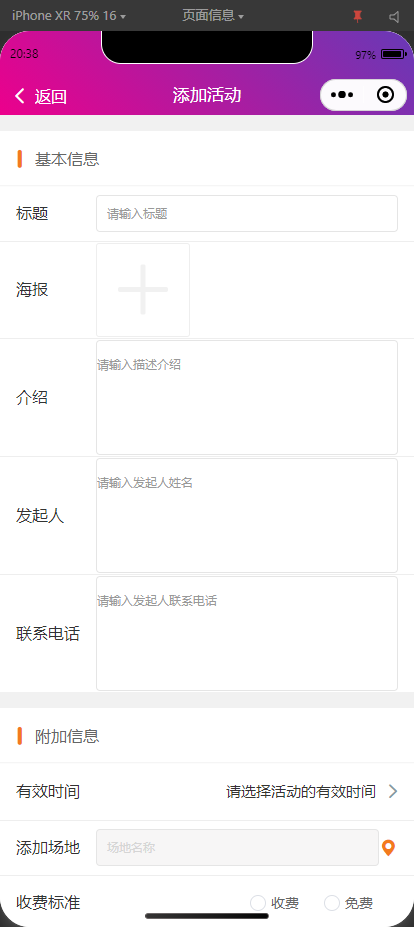 iPhone XR 75% 16
页面信息
20:38
97%
返回
添加活动
基本信息
标题
请输入标题
海报
介绍
请输入描述介绍
发起人
请输入发起人姓名
联系电话
请输入发起人联系电话
附加信息
有效时间
请选择活动的有效时间
添加场地
场地名称
收费标准
收费
免费